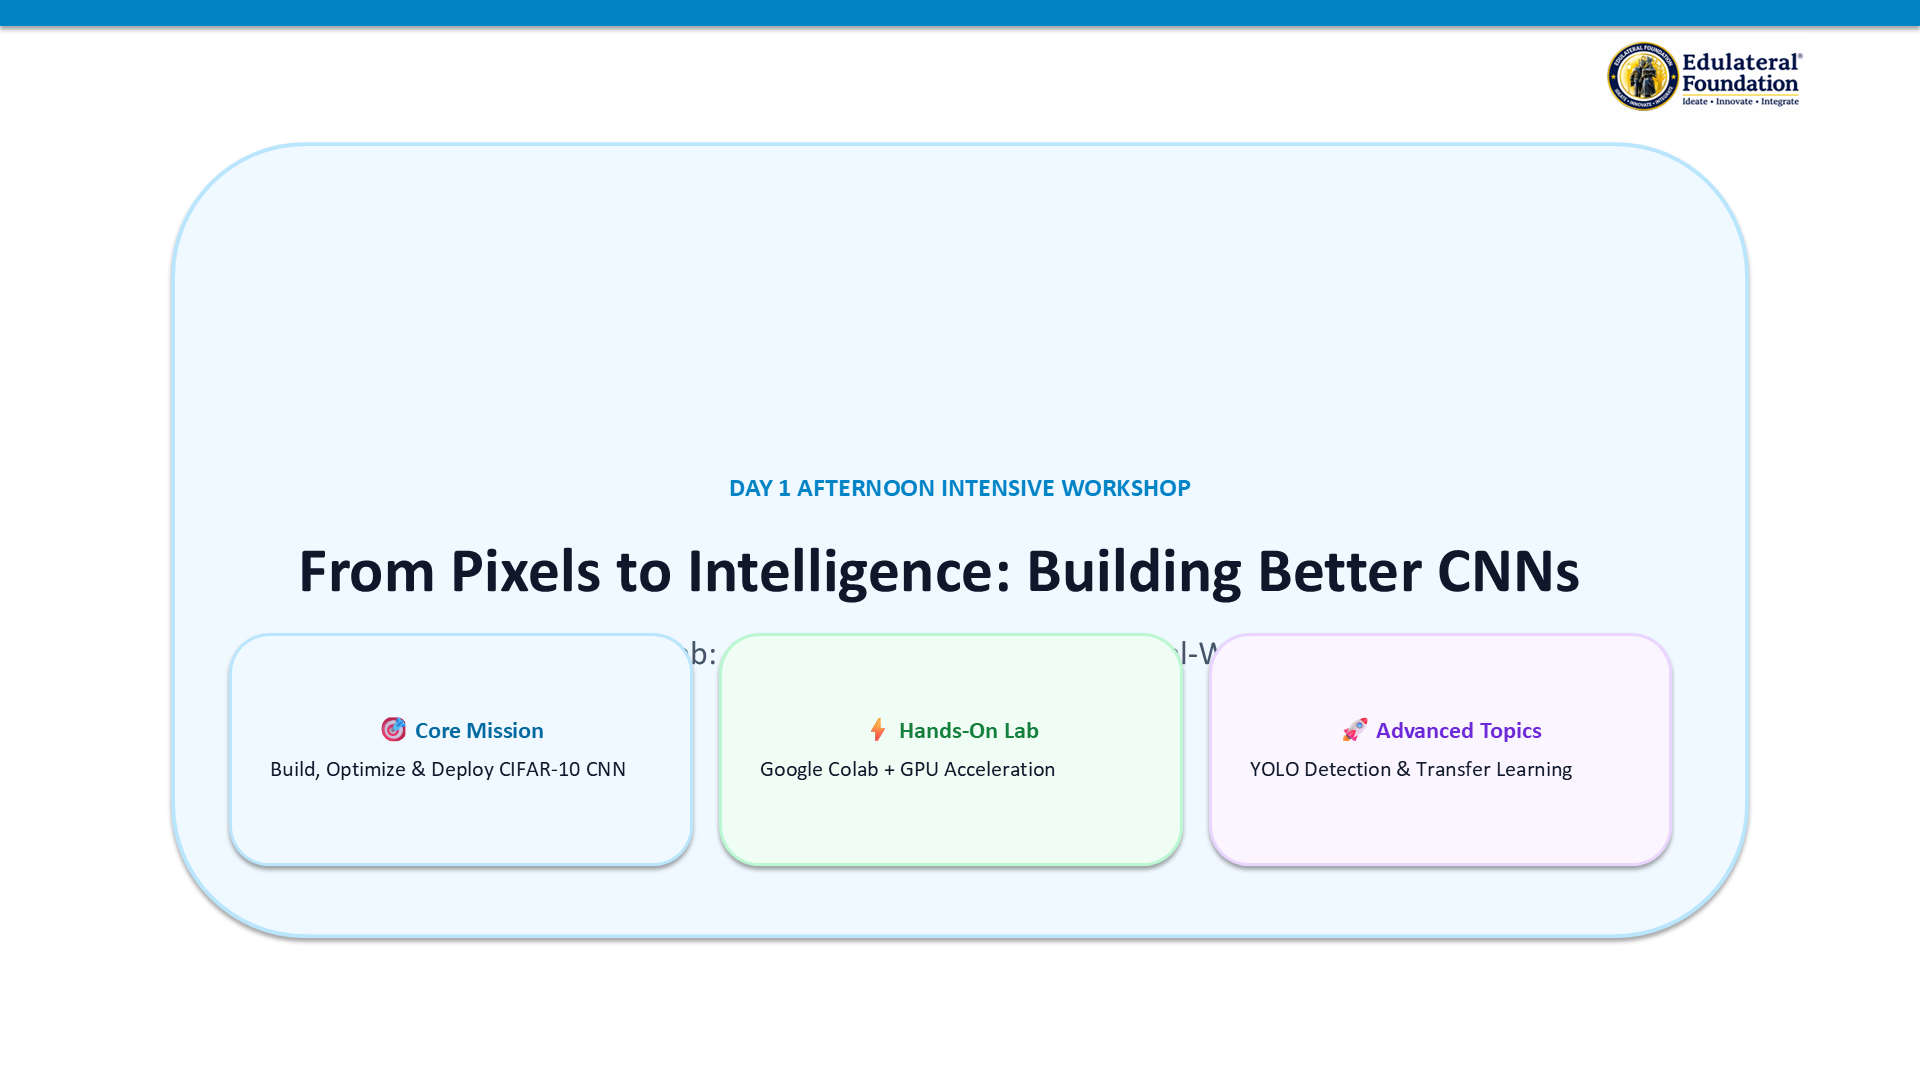 Edulateral®
Foundation
Ideate • Innovate • Integrate
DAY 1 AFTERNOON INTENSIVE WORKSHOP
From Pixels to Intelligence: Building Better CNNs
🎯 Core Mission
Build, Optimize & Deploy CIFAR-10 CNN
⚡ Hands-On Lab
Google Colab + GPU Acceleration
🚀 Advanced Topics
YOLO Detection & Transfer Learning